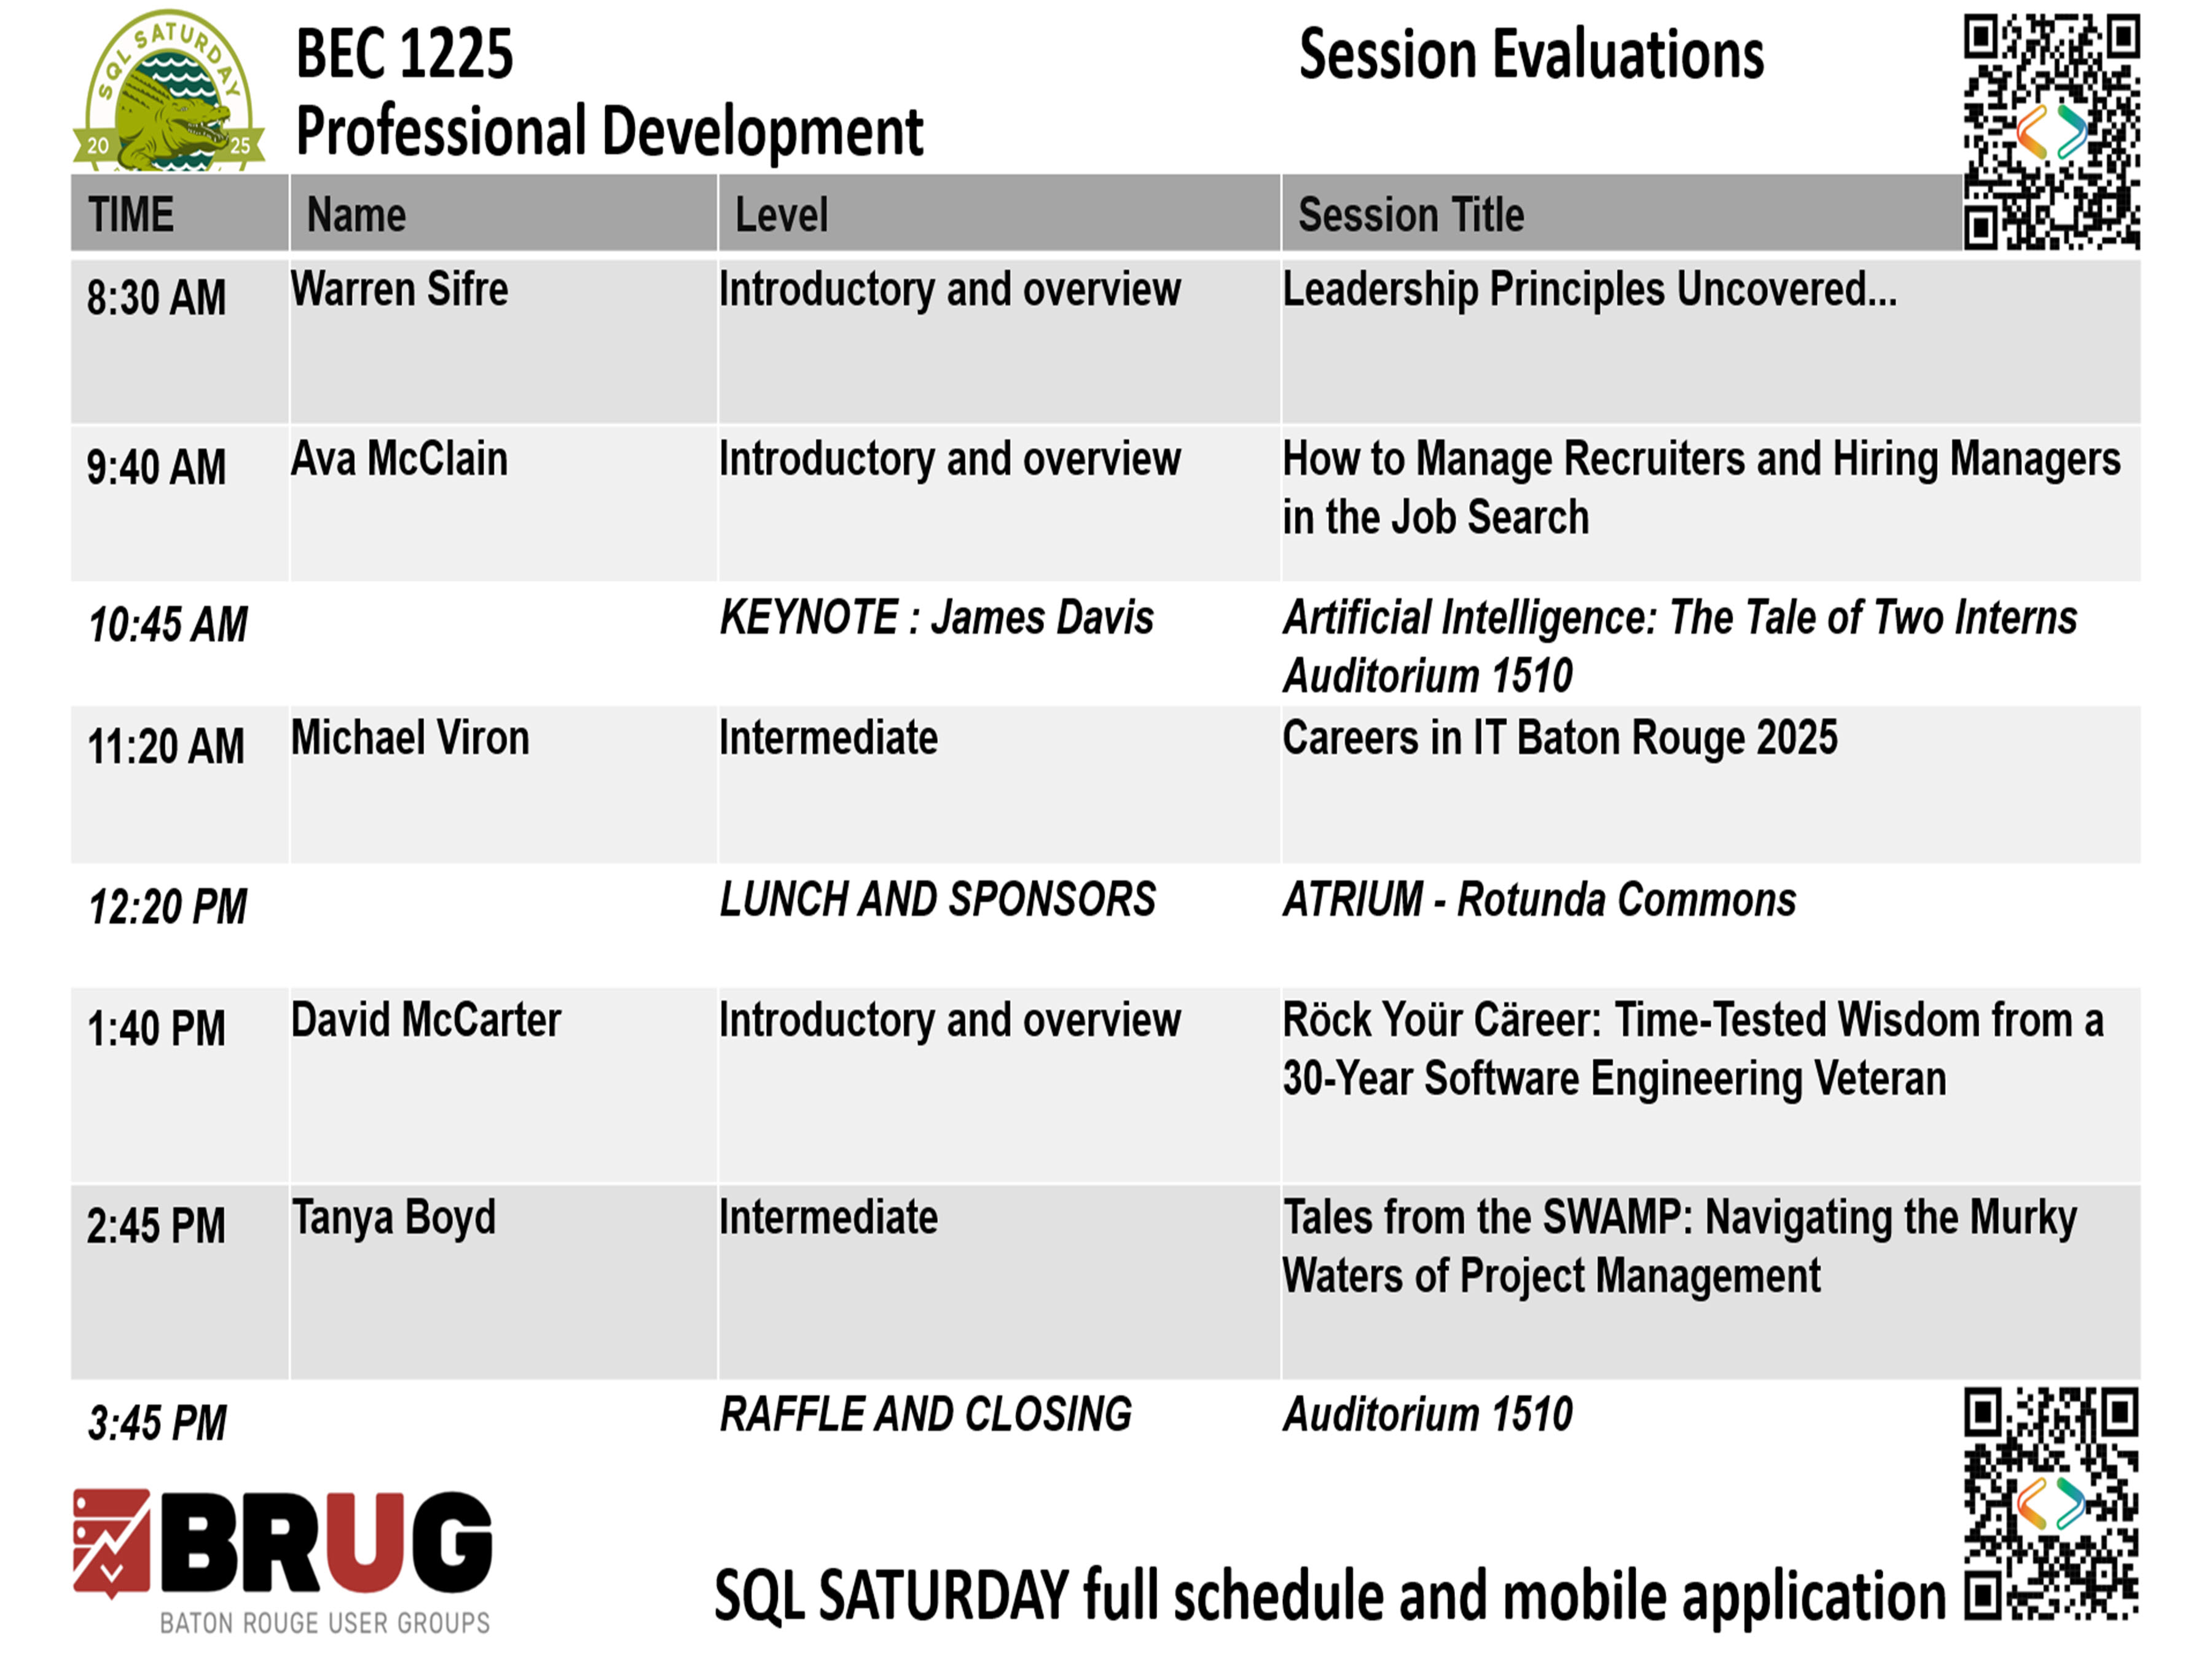 SQL SATURDAY
20 25
BEC 1225
Professional Development
Session Evaluations
TIME Name Level Session Title
8:30 AM Warren Sifre Introductory and overview Leadership Principles Uncovered...
9:40 AM Ava McClain Introductory and overview How to Manage Recruiters and Hiring Managers
in the Job Search
10:45 AM KEYNOTE : James Davis Artificial Intelligence: The Tale of Two Interns
Auditorium 1510
11:20 AM Michael Viron Intermediate Careers in IT Baton Rouge 2025
12:20 PM LUNCH AND SPONSORS ATRIUM - Rotunda Commons
1:40 PM David McCarter Introductory and overview Röck Yoür Cäreer: Time-Tested Wisdom from a
30-Year Software Engineering Veteran
2:45 PM Tanya Boyd Intermediate Tales from the SWAMP: Navigating the Murky
Waters of Project Management
3:45 PM RAFFLE AND CLOSING Auditorium 1510
BRUG
BATON ROUGE USER GROUPS
SQL SATURDAY full schedule and mobile application